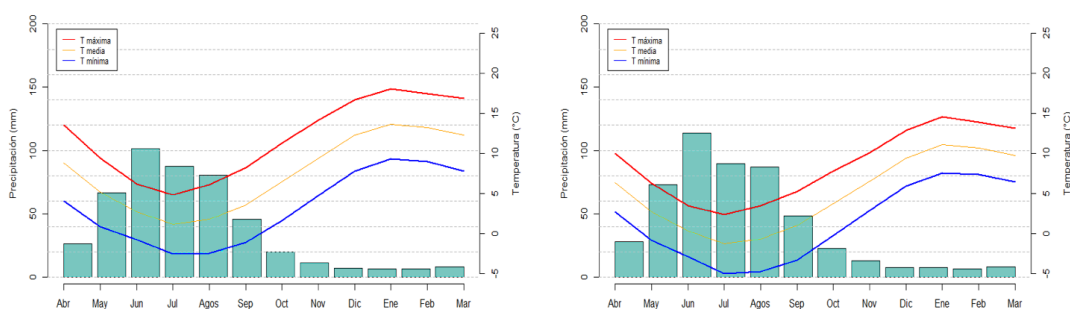 200
150
100
50
0
Precipitación (mm)
T máxima
T media
T mínima
25
20
15
10
5
0
-5
Temperatura (°C)
Abr May Jun Jul Agos Sep Oct Nov Dic Ene Feb Mar
200
150
100
50
0
Precipitación (mm)
T máxima
T media
T mínima
25
20
15
10
5
0
-5
Temperatura (°C)
Abr May Jun Jul Agos Sep Oct Nov Dic Ene Feb Mar